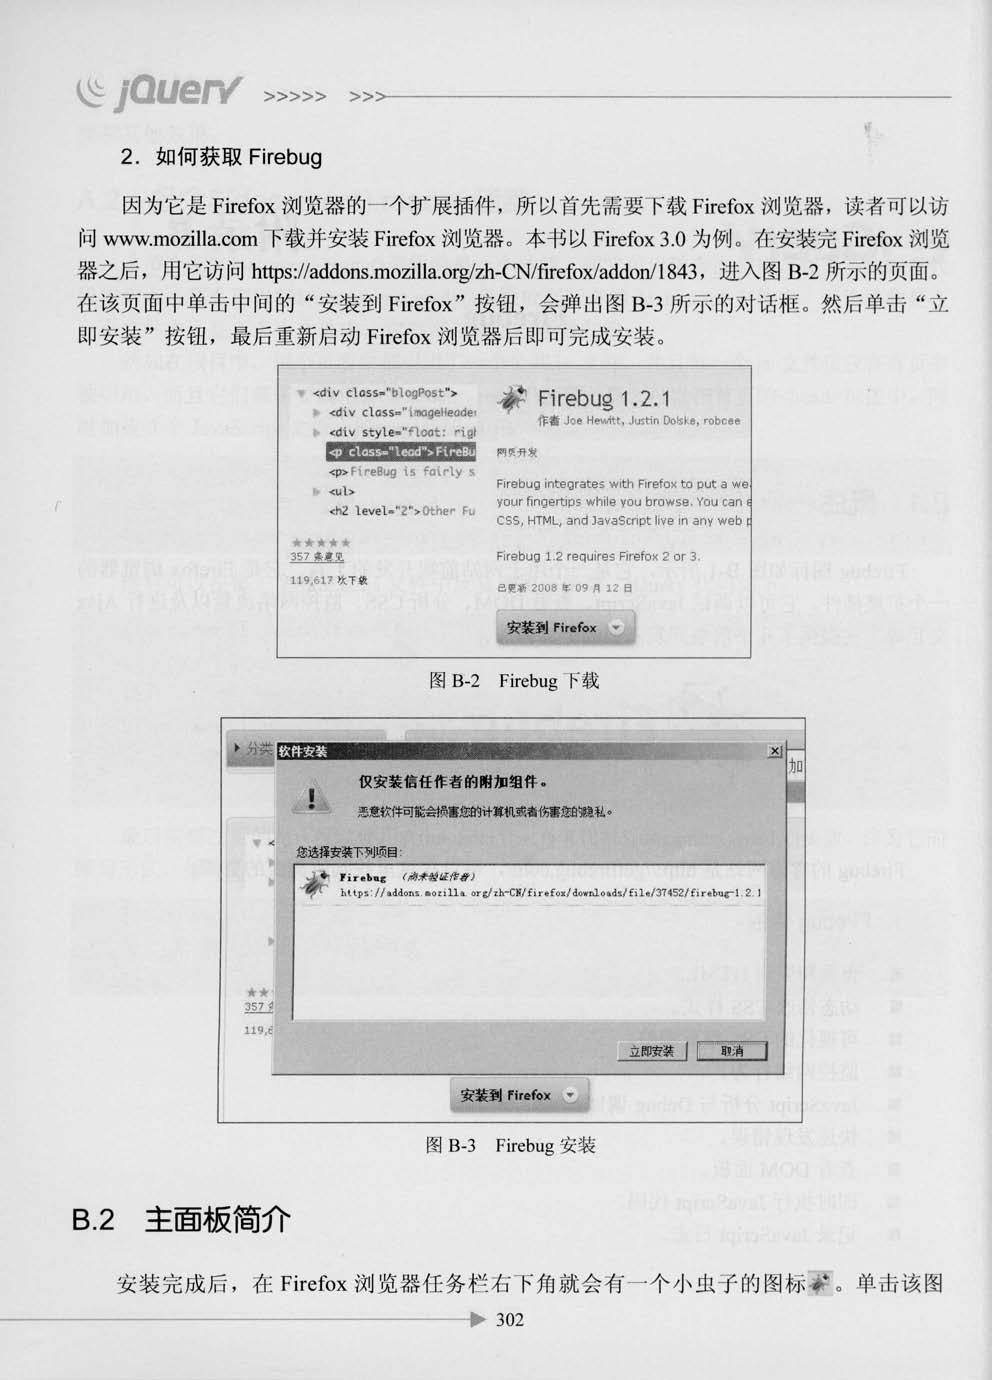 jQuery >>>>> >>>
2. 如何获取 Firebug
因为它是 Firefox 浏览器的一个扩展插件，所以首先需要下载 Firefox 浏览器，读者可以访
问 www.mozilla.com 下载并安装 Firefox 浏览器。本书以 Firefox 3.0 为例。在安装完 Firefox 浏览
器之后，用它访问 https://addons.mozilla.org/zh-CN/firefox/addon/1843，进入图 B-2 所示的页面。
在该页面中单击中间的“安装到 Firefox”按钮，会弹出图 B-3 所示的对话框。然后单击“立
即安装”按钮，最后重新启动 Firefox 浏览器后即可完成安装。
<div class="blogPost">
<div class="imageHeade
<div style="float: rig
<p class="lead">FireBu
<p>FireBug is fairly s
<ul>
<h2 level="2">Other Fu
357 条意见
119,617 次下载
Firebug 1.2.1
作者 Joe Hewitt, Justin Dolske, robcee
网页开发
Firebug integrates with Firefox to put a we
your fingertips while you browse. You can e
CSS, HTML, and JavaScript live in any web p
Firebug 1.2 requires Firefox 2 or 3.
已更新 2008 年 09 月 12 日
安装到 Firefox
图 B-2 Firebug 下载
分类
软件安装
加
仅安装信任作者的附加组件。
恶意软件可能会损害您的计算机或者伤害您的隐私。
您选择安装下列项目:
Firebug (尚未验证作者)
https://addons.mozilla.org/zh-CN/firefox/downloads/file/37452/firebug-1.2.1
357
119,6
立即安装 取消
安装到 Firefox
图 B-3 Firebug 安装
B.2 主面板简介
安装完成后，在 Firefox 浏览器任务栏右下角就会有一个小虫子的图标。单击该图
302